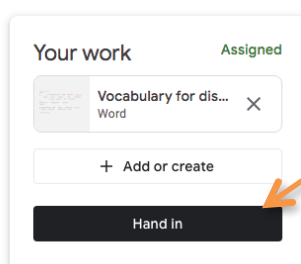 Your work
Assigned
Vocabulary for dis...
Word
+ Add or create
Hand in